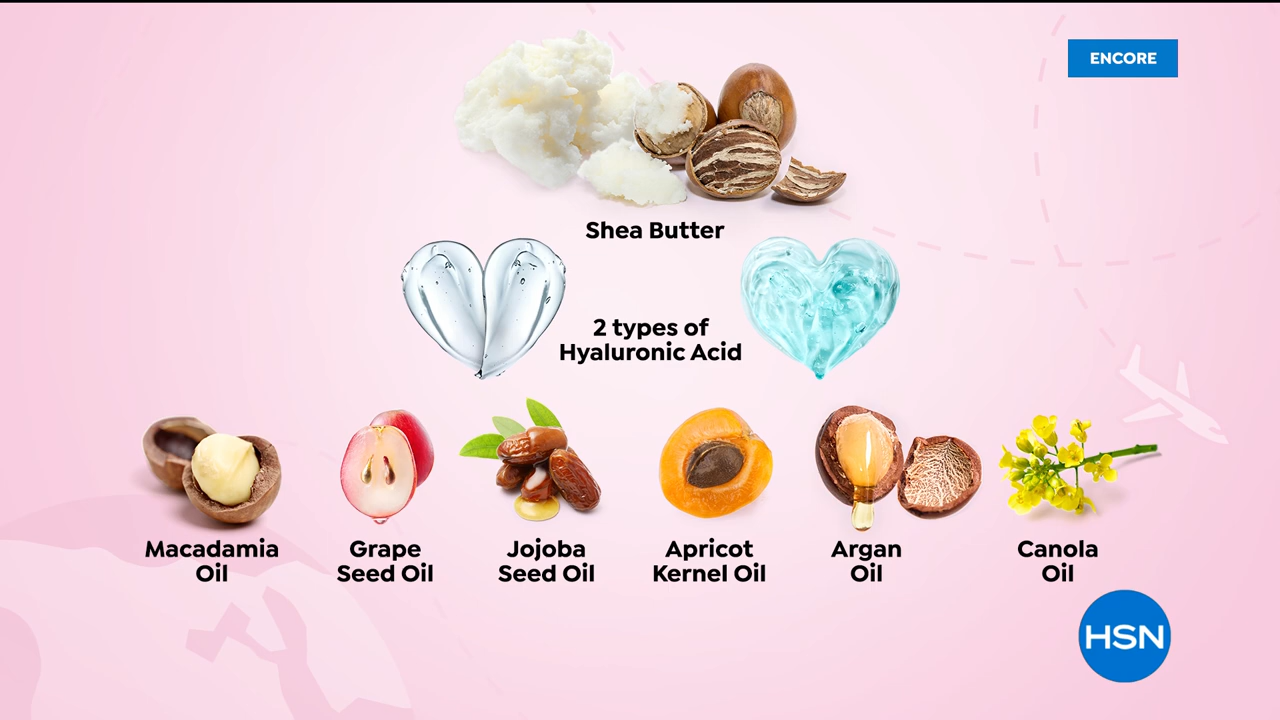 ENCORE
Shea Butter
2 types of
Hyaluronic Acid
Macadamia
Oil
Grape
Seed Oil
Jojoba
Seed Oil
Apricot
Kernel Oil
Argan
Oil
Canola
Oil
HSN